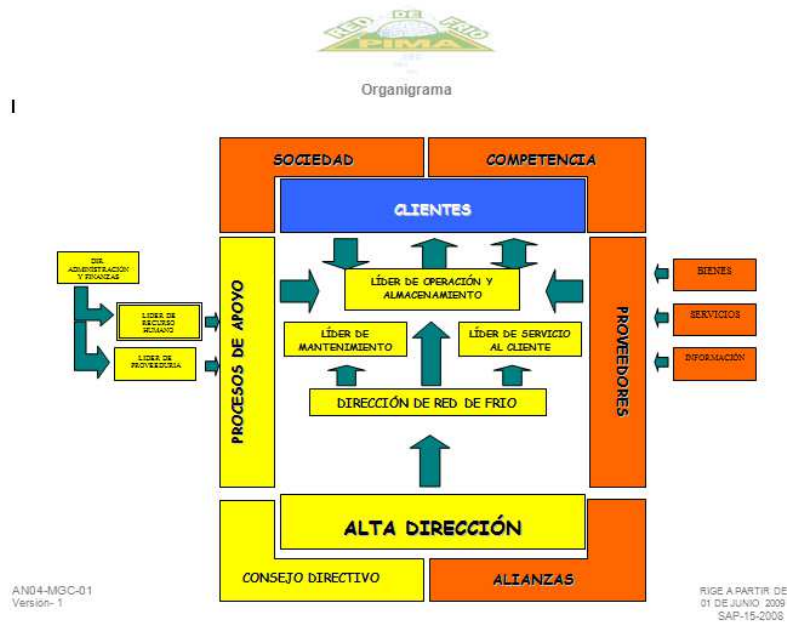 RED DE FRIO
PIMA
Organigrama
SOCIEDAD
COMPETENCIA
CLIENTES
DIR.
ADMINISTRACIÓN
Y FINANZAS
LIDER DE
RECURSO
HUMANO
LIDER DE
PROVEEDURIA
PROCESOS DE APOYO
LÍDER DE OPERACIÓN Y
ALMACENAMIENTO
LÍDER DE
MANTENIMIENTO
LÍDER DE SERVICIO
AL CLIENTE
DIRECCIÓN DE RED DE FRIO
PROVEEDORES
BIENES
SERVICIOS
INFORMACIÓN
ALTA DIRECCIÓN
CONSEJO DIRECTIVO
ALIANZAS
AN04-MGC-01
Versión- 1
RIGE A PARTIR DE
01 DE JUNIO 2009
SAP-15-2008